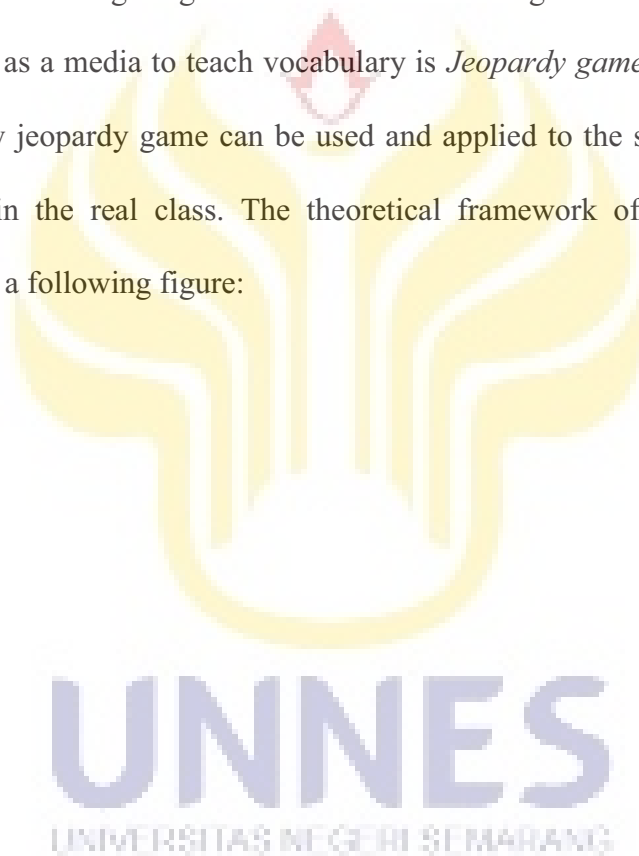 as a media to teach vocabulary is Jeopardy game
jeopardy game can be used and applied to the
in the real class. The theoretical framework of
a following figure:
UNNES
UNIVERSITAS NEGERI SEMARANG